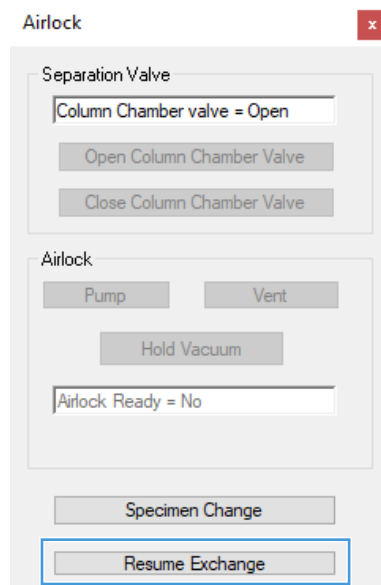 Airlock
x
Separation Valve
Column Chamber valve = Open
Open Column Chamber Valve
Close Column Chamber Valve
Airlock
Pump Vent
Hold Vacuum
Airlock Ready = No
Specimen Change
Resume Exchange